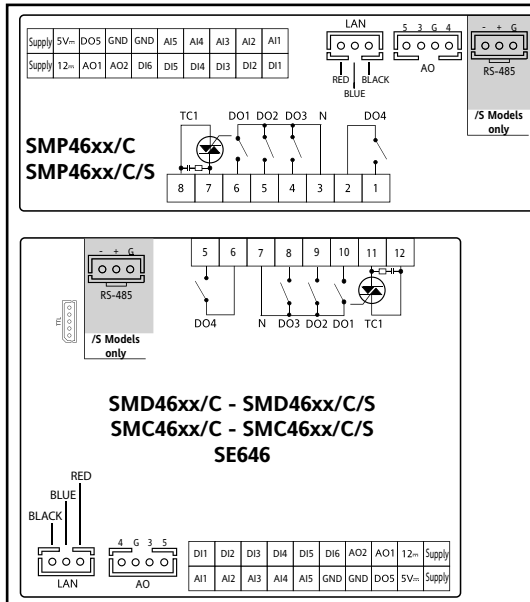 LAN
5 3 G 4
- + G
Supply 5V⎓ DO5 GND GND AI5 AI4 AI3 AI2 AI1
Supply 12⎓ AO1 AO2 DI6 DI5 DI4 DI3 DI2 DI1
RED BLACK
BLUE
AO
RS-485
/S Models
only
TC1 DO1 DO2 DO3 N DO4
SMP46xx/C
SMP46xx/C/S
8 7 6 5 4 3 2 1
- + G
RS-485
TTL
/S Models
only
5 6 7 8 9 10 11 12
DO4 N DO3 DO2 DO1 TC1
SMD46xx/C - SMD46xx/C/S
SMC46xx/C - SMC46xx/C/S
SE646
RED
BLUE
BLACK
4 G 3 5
LAN
AO
DI1 DI2 DI3 DI4 DI5 DI6 AO2 AO1 12⎓ Supply
AI1 AI2 AI3 AI4 AI5 GND GND DO5 5V⎓ Supply